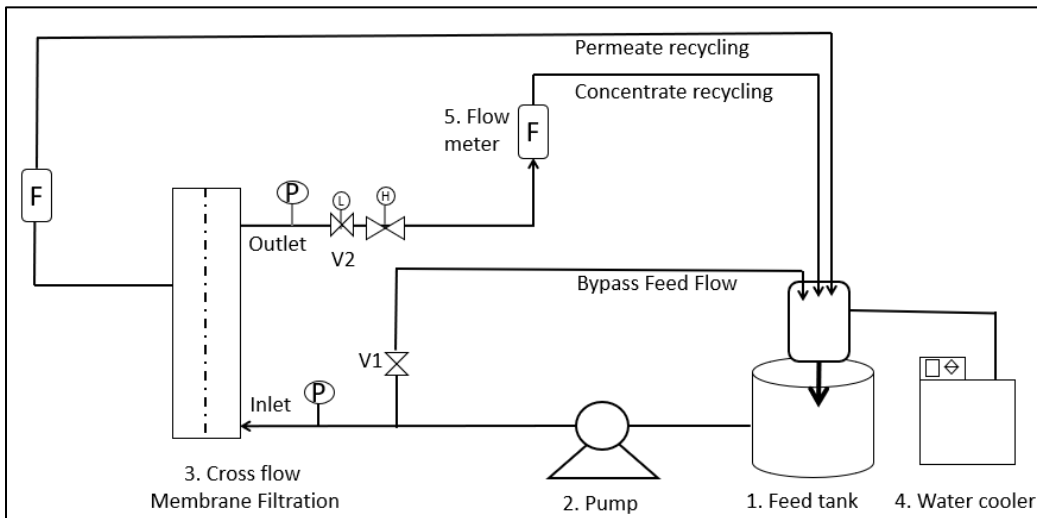 Permeate recycling
Concentrate recycling
5. Flow
meter
F
F
P
L
H
Outlet
V2
Bypass Feed Flow
V1
P
Inlet
3. Cross flow
Membrane Filtration
2. Pump
1. Feed tank
4. Water cooler